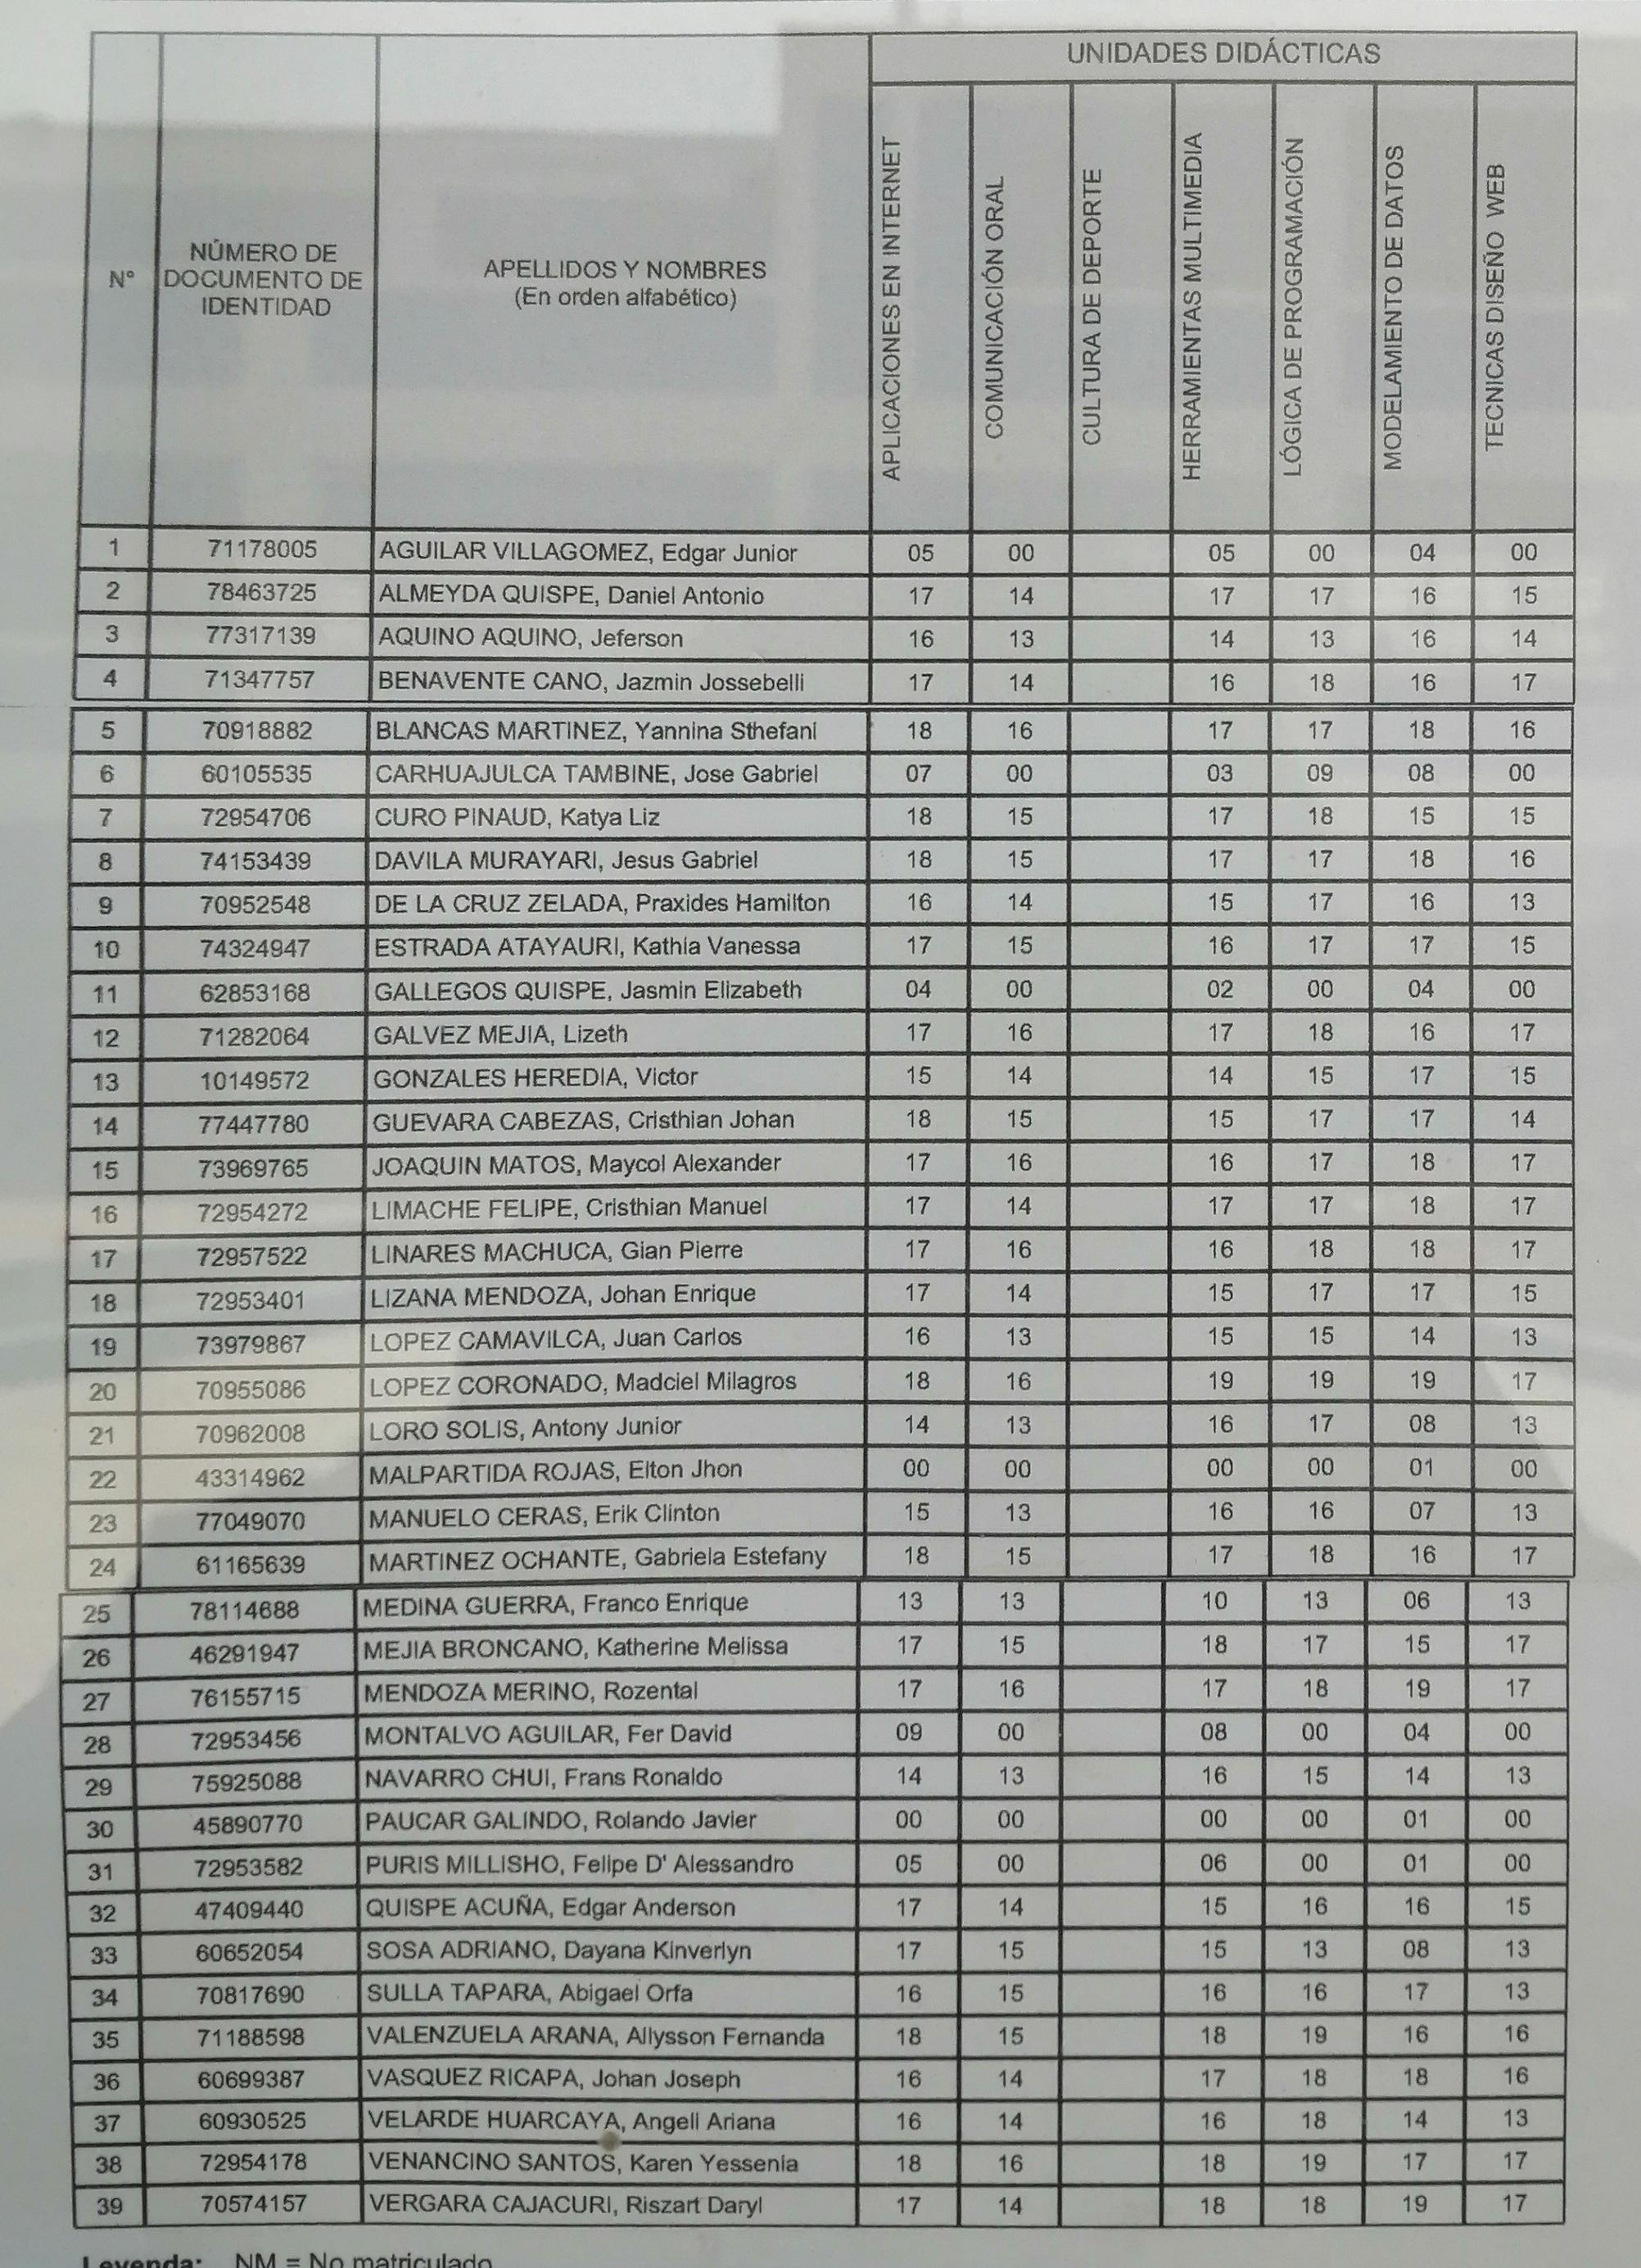 UNIDADES DIDÁCTICAS
N°
NÚMERO DE DOCUMENTO DE IDENTIDAD
APELLIDOS Y NOMBRES
(En orden alfabético)
APLICACIONES EN INTERNET
COMUNICACIÓN ORAL
CULTURA DE DEPORTE
HERRAMIENTAS MULTIMEDIA
LÓGICA DE PROGRAMACIÓN
MODELAMIENTO DE DATOS
TECNICAS DISEÑO WEB
1 71178005 AGUILAR VILLAGOMEZ, Edgar Junior 05 00 05 00 04 00
2 78463725 ALMEYDA QUISPE, Daniel Antonio 17 14 17 17 16 15
3 77317139 AQUINO AQUINO, Jeferson 16 13 14 13 16 14
4 71347757 BENAVENTE CANO, Jazmin Jossebelli 17 14 16 18 16 17
5 70918882 BLANCAS MARTINEZ, Yannina Sthefani 18 16 17 17 18 16
6 60105535 CARHUAJULCA TAMBINE, Jose Gabriel 07 00 03 09 08 00
7 72954706 CURO PINAUD, Katya Liz 18 15 17 18 15 15
8 74153439 DAVILA MURAYARI, Jesus Gabriel 18 15 17 17 18 16
9 70952548 DE LA CRUZ ZELADA, Praxides Hamilton 16 14 15 17 16 13
10 74324947 ESTRADA ATAYAURI, Kathia Vanessa 17 15 16 17 17 15
11 62853168 GALLEGOS QUISPE, Jasmin Elizabeth 04 00 02 00 04 00
12 71282064 GALVEZ MEJIA, Lizeth 17 16 17 18 16 17
13 10149572 GONZALES HEREDIA, Victor 15 14 14 15 17 15
14 77447780 GUEVARA CABEZAS, Cristhian Johan 18 15 15 17 17 14
15 73969765 JOAQUIN MATOS, Maycol Alexander 17 16 16 17 18 17
16 72954272 LIMACHE FELIPE, Cristhian Manuel 17 14 17 17 18 17
17 72957522 LINARES MACHUCA, Gian Pierre 17 16 16 18 18 17
18 72953401 LIZANA MENDOZA, Johan Enrique 17 14 15 17 17 15
19 73979867 LOPEZ CAMAVILCA, Juan Carlos 16 13 15 15 14 13
20 70955086 LOPEZ CORONADO, Madciel Milagros 18 16 19 19 19 17
21 70962008 LORO SOLIS, Antony Junior 14 13 16 17 08 13
22 43314962 MALPARTIDA ROJAS, Elton Jhon 00 00 00 00 01 00
23 77049070 MANUELO CERAS, Erik Clinton 15 13 16 16 07 13
24 61165639 MARTINEZ OCHANTE, Gabriela Estefany 18 15 17 18 16 17
25 78114688 MEDINA GUERRA, Franco Enrique 13 13 10 13 06 13
26 46291947 MEJIA BRONCANO, Katherine Melissa 17 15 18 17 15 17
27 76155715 MENDOZA MERINO, Rozental 17 16 17 18 19 17
28 72953456 MONTALVO AGUILAR, Fer David 09 00 08 00 04 00
29 75925088 NAVARRO CHUI, Frans Ronaldo 14 13 16 15 14 13
30 45890770 PAUCAR GALINDO, Rolando Javier 00 00 00 00 01 00
31 72953582 PURIS MILLISHO, Felipe D' Alessandro 05 00 06 00 01 00
32 47409440 QUISPE ACUÑA, Edgar Anderson 17 14 15 16 16 15
33 60652054 SOSA ADRIANO, Dayana Kinverlyn 17 15 15 13 08 13
34 70817690 SULLA TAPARA, Abigael Orfa 16 15 16 16 17 13
35 71188598 VALENZUELA ARANA, Allysson Fernanda 18 15 18 19 16 16
36 60699387 VASQUEZ RICAPA, Johan Joseph 16 14 17 18 18 16
37 60930525 VELARDE HUARCAYA, Angeli Ariana 16 14 16 18 14 13
38 72954178 VENANCINO SANTOS, Karen Yessenia 18 16 18 19 17 17
39 70574157 VERGARA CAJACURI, Riszart Daryl 17 14 18 18 19 17
Leyenda: NM = No matriculado